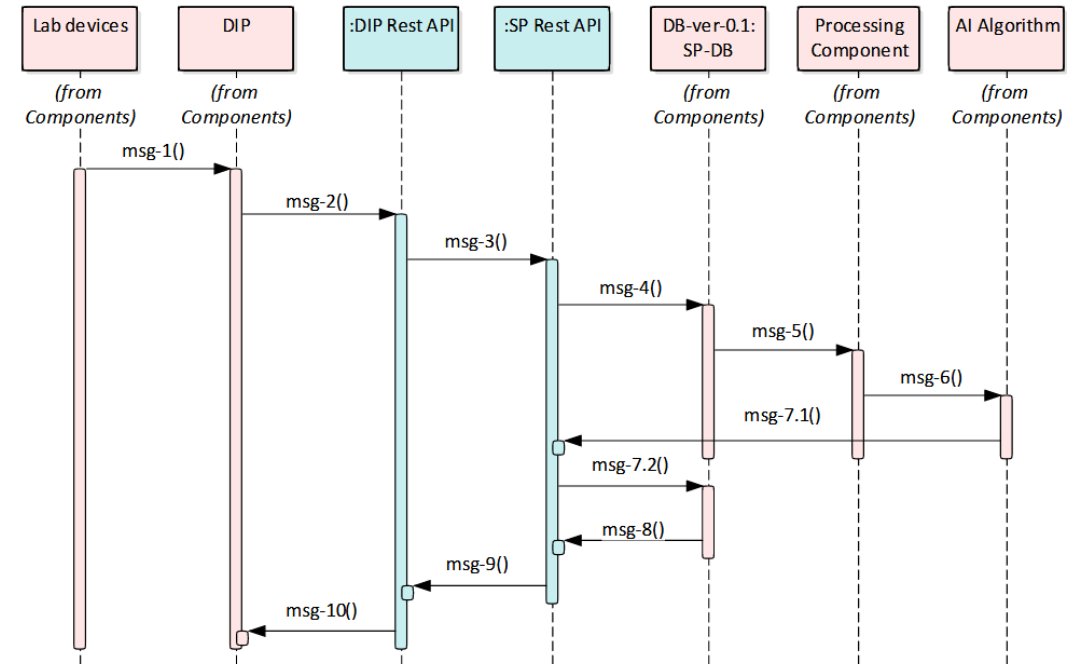 Lab devices
DIP
:DIP Rest API
:SP Rest API
DB-ver-0.1:
SP-DB
Processing
Component
AI Algorithm
(from
Components)
(from
Components)
(from
Components)
(from
Components)
(from
Components)
msg-1()
msg-2()
msg-3()
msg-4()
msg-5()
msg-6()
msg-7.1()
msg-7.2()
msg-8()
msg-9()
msg-10()